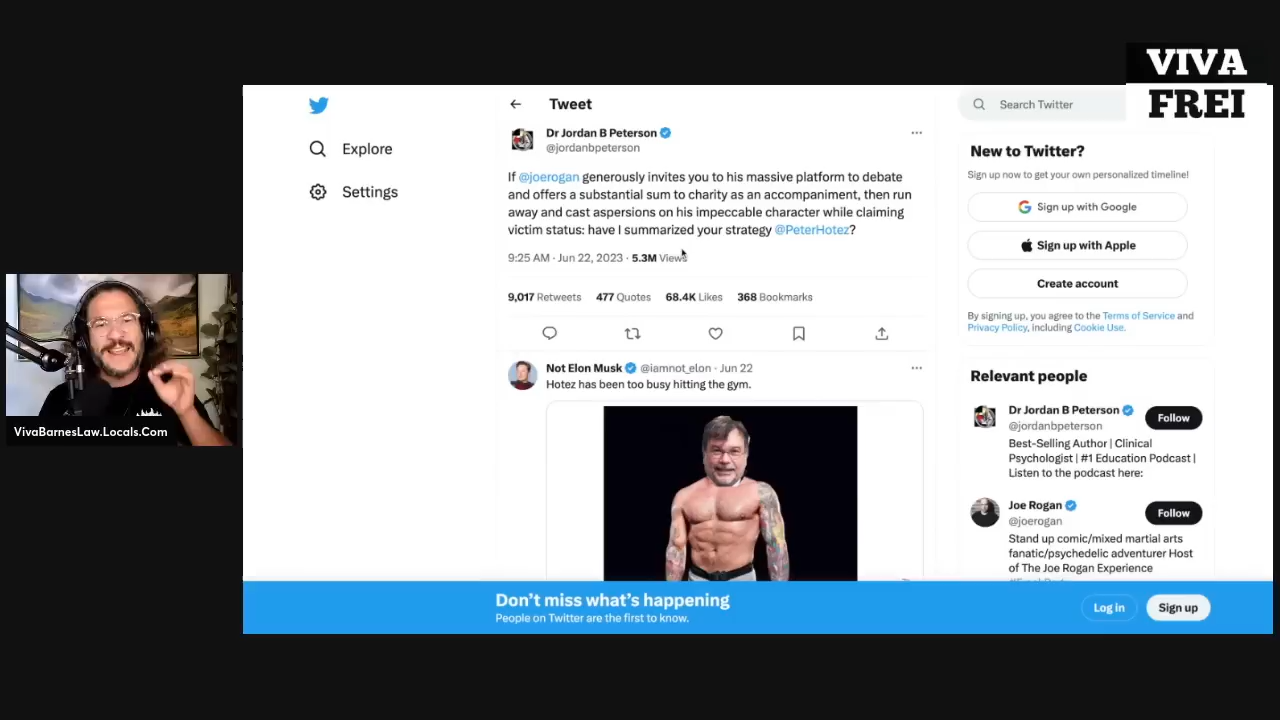 VIVA
FREI
Tweet
Search Twitter
Explore
Settings
Dr Jordan B Peterson
@jordanbpeterson
If @joerogan generously invites you to his massive platform to debate
and offers a substantial sum to charity as an accompaniment, then run
away and cast aspersions on his impeccable character while claiming
victim status: have I summarized your strategy @PeterHotez?
9:25 AM · Jun 22, 2023 · 5.3M Views
9,017 Retweets 477 Quotes 68.4K Likes 368 Bookmarks
Not Elon Musk @iamnot_elon · Jun 22
Hotez has been too busy hitting the gym.
New to Twitter?
Sign up now to get your own personalized timeline!
Sign up with Google
Sign up with Apple
Create account
By signing up, you agree to the Terms of Service and
Privacy Policy, including Cookie Use.
Relevant people
Dr Jordan B Peterson
@jordanbpeterson
Follow
Best-Selling Author | Clinical
Psychologist | #1 Education Podcast |
Listen to the podcast here:
Joe Rogan
@joerogan
Follow
Stand up comic/mixed martial arts
fanatic/psychedelic adventurer Host
of The Joe Rogan Experience
VivaBarnesLaw.Locals.Com
Don't miss what's happening
People on Twitter are the first to know.
Log in
Sign up